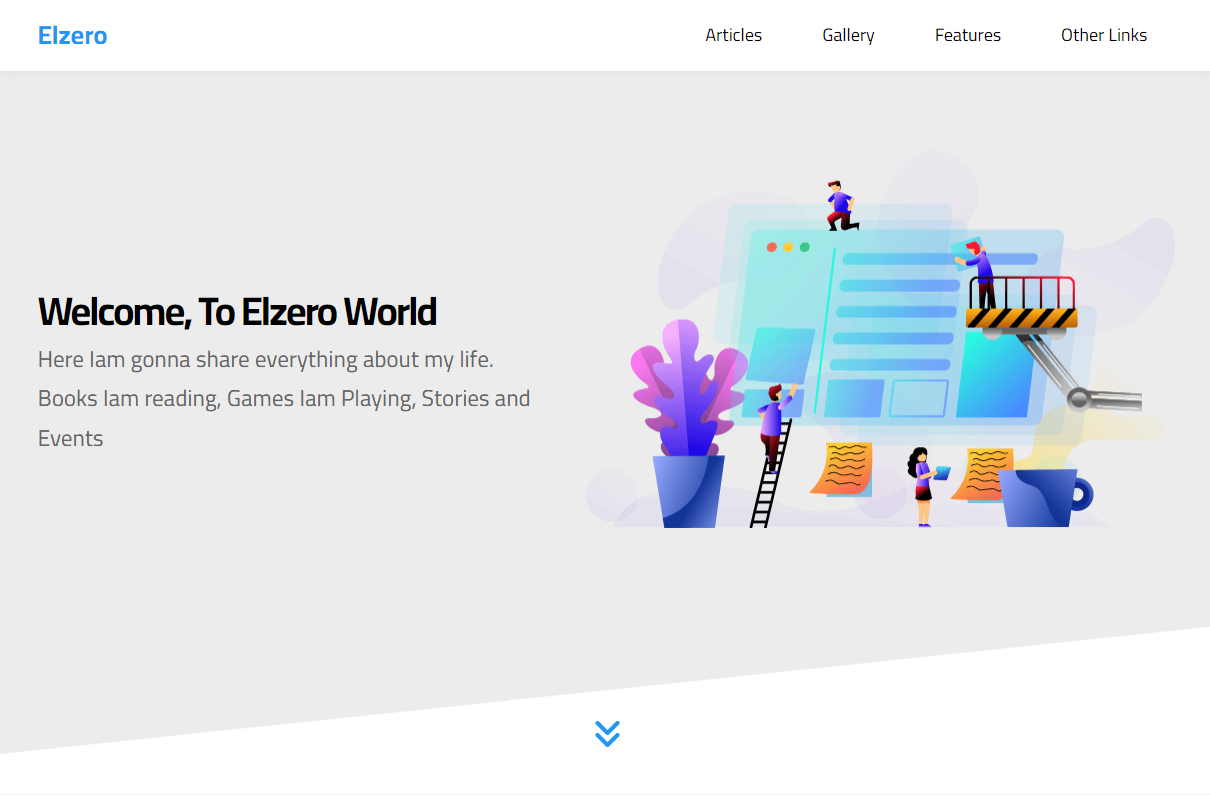 Elzero
Articles
Gallery
Features
Other Links
Welcome, To Elzero World
Here Iam gonna share everything about my life.
Books Iam reading, Games Iam Playing, Stories and
Events